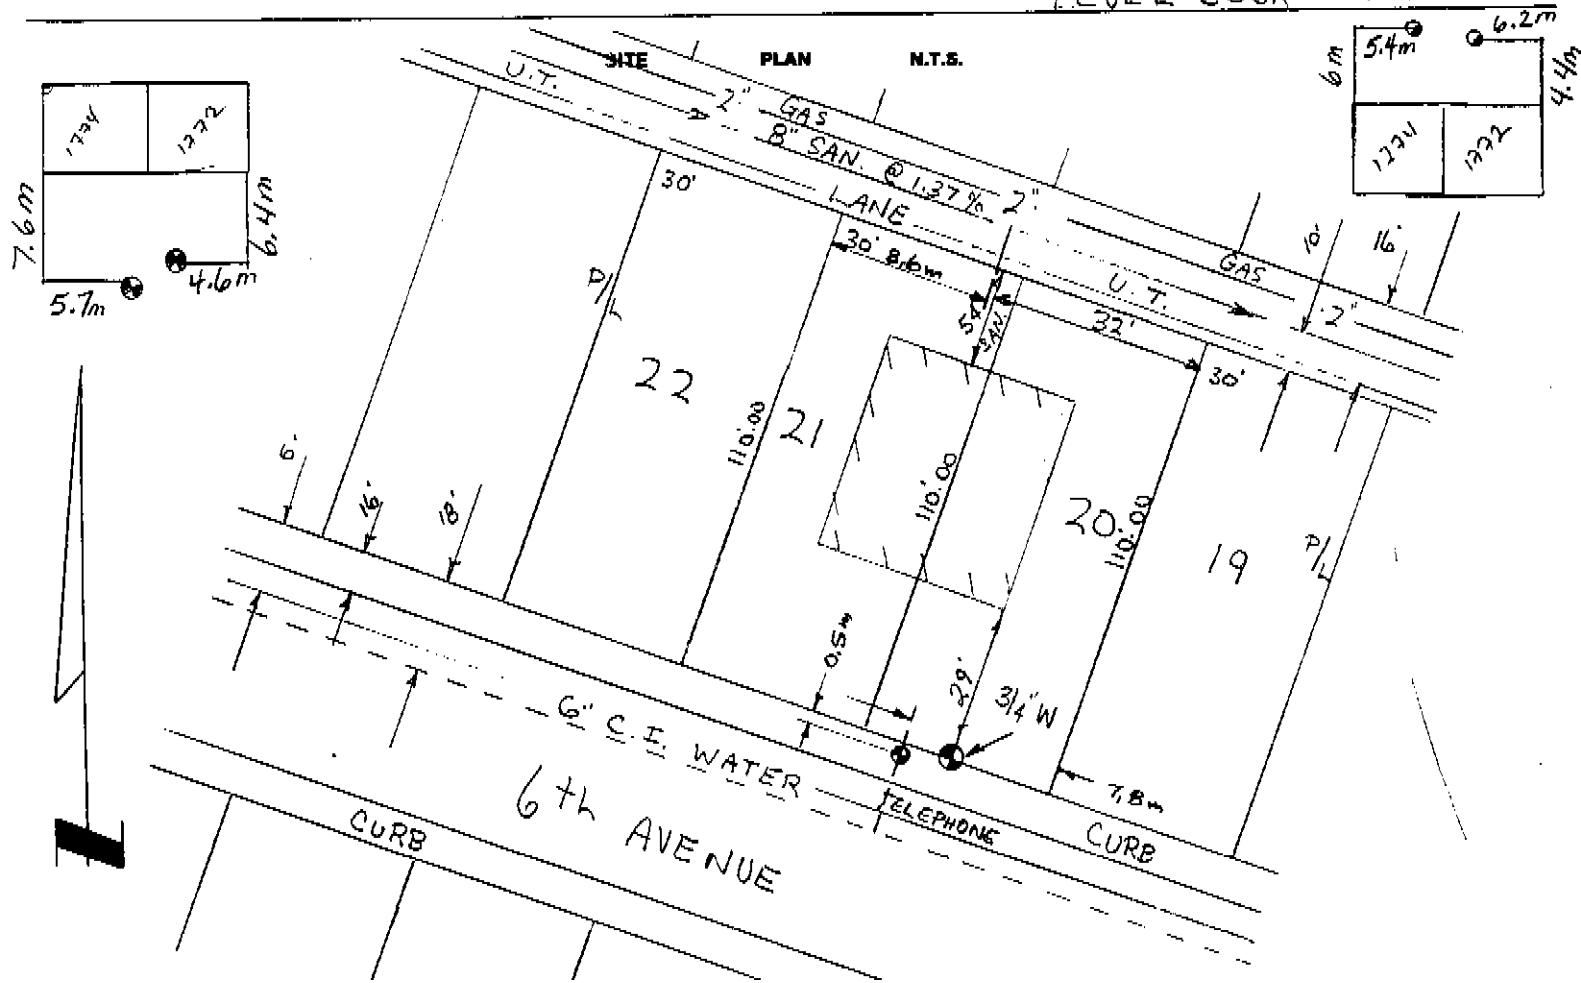 SITE PLAN N.T.S.
6.2m
5.4m
6m
4.4m
1774
1772
1774
1772
7.6m
6.4m
5.7m
4.6m
U.T.
2" GAS
8" SAN. @ 1.37%
2"
LANE
GAS
2"
U.T.
10'
16'
30'
30'
8.6m
SAN.
32'
30'
P/L
22
21
20
19
P/L
110.00
110.00
110.00
6'
16'
18'
0.5m
29'
3/4" W
7.8m
6" C.I. WATER
TELEPHONE
CURB
6th AVENUE
CURB